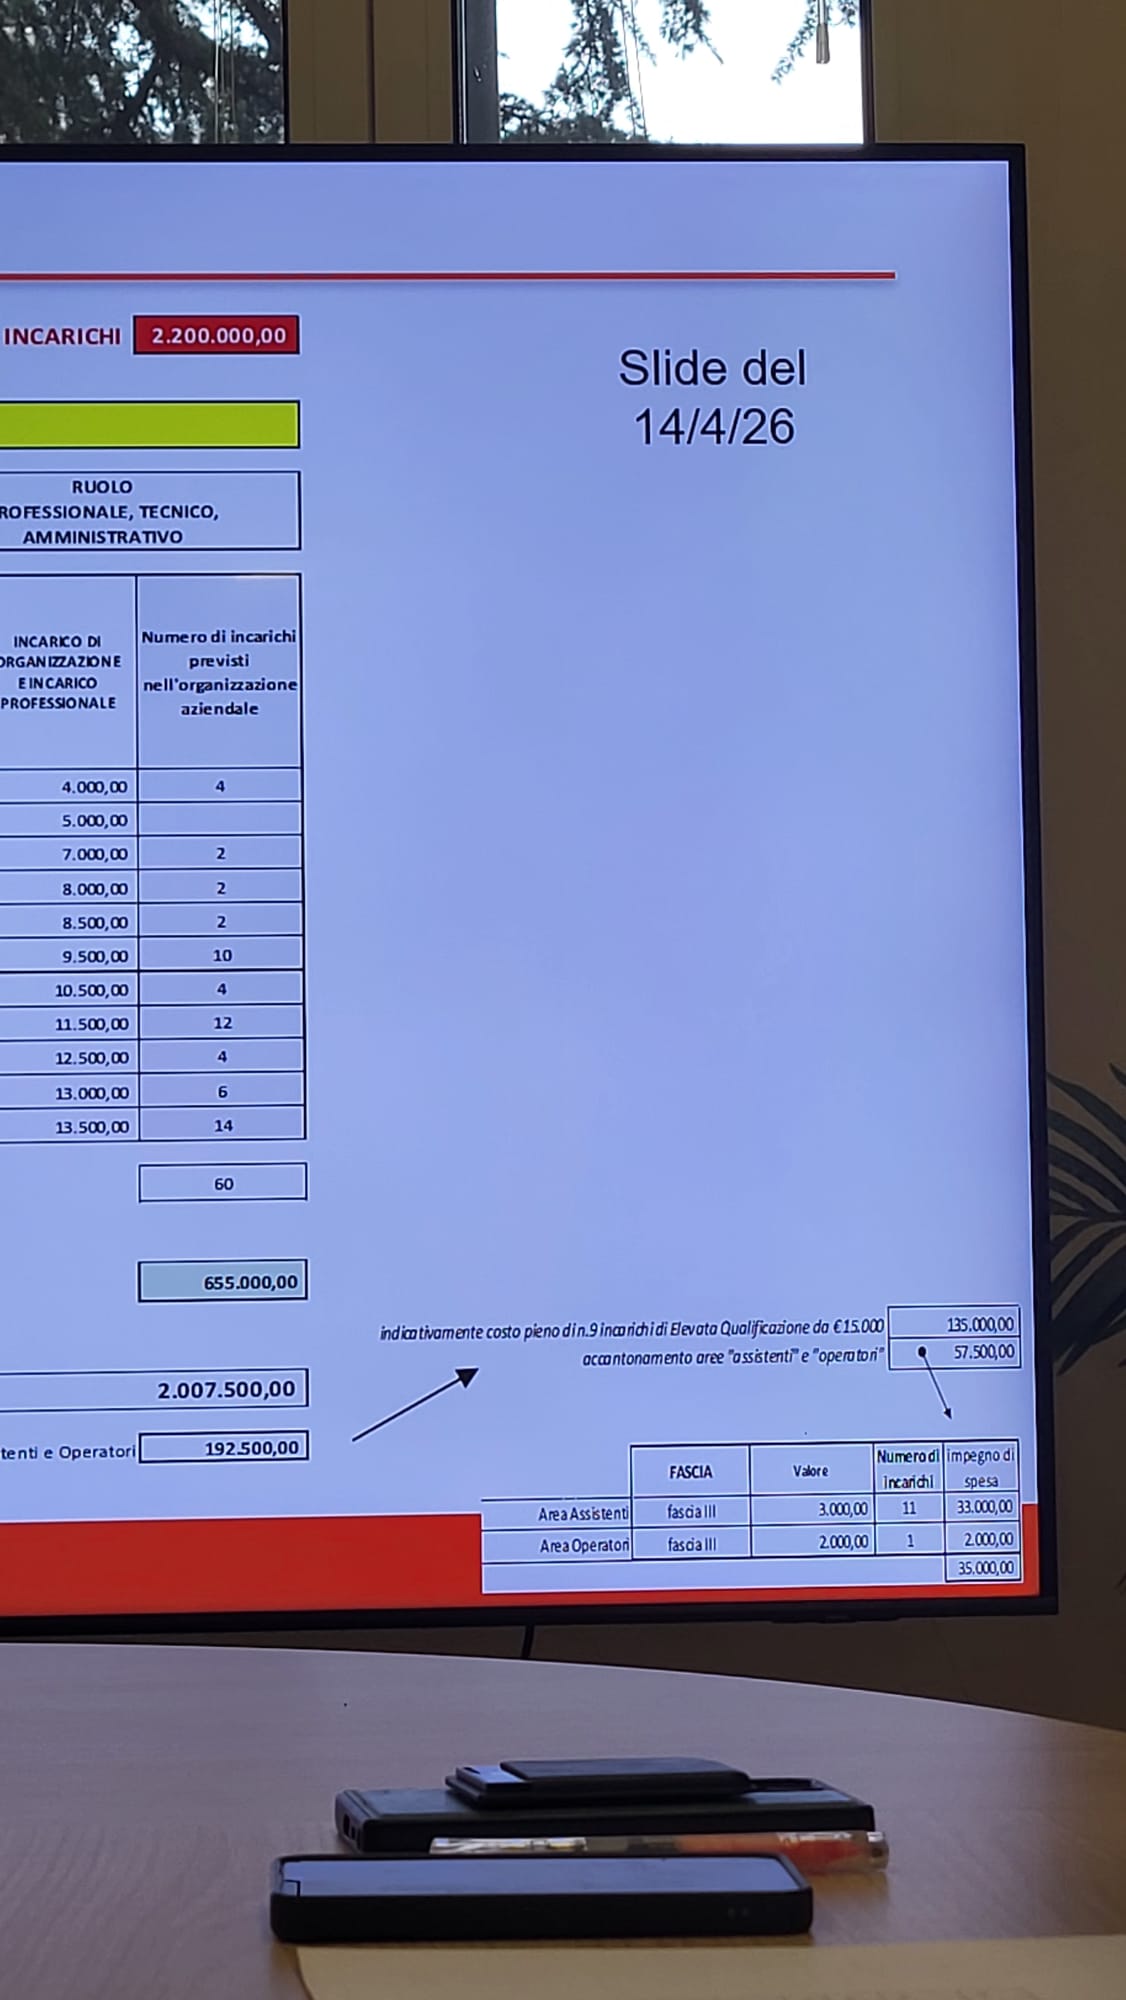 INCARICHI 2.200.000,00
Slide del
14/4/26
RUOLO
ROFESSIONALE, TECNICO,
AMMINISTRATIVO
INCARICO DI
ORGANIZZAZIONE
E INCARICO
PROFESSIONALE
Numero di incarichi
previsti
nell'organizzazione
aziendale
4.000,00 4
5.000,00
7.000,00 2
8.000,00 2
8.500,00 2
9.500,00 10
10.500,00 4
11.500,00 12
12.500,00 4
13.000,00 6
13.500,00 14
60
655.000,00
indicativamente costo pieno di n.9 incarichi di Elevata Qualificazione da €15.000 135.000,00
accantonamento aree "assistenti" e "operatori" 57.500,00
2.007.500,00
tenti e Operatori 192.500,00
FASCIA Valore Numero di incarichi impegno di spesa
Area Assistenti fascia III 3.000,00 11 33.000,00
Area Operatori fascia III 2.000,00 1 2.000,00
35.000,00